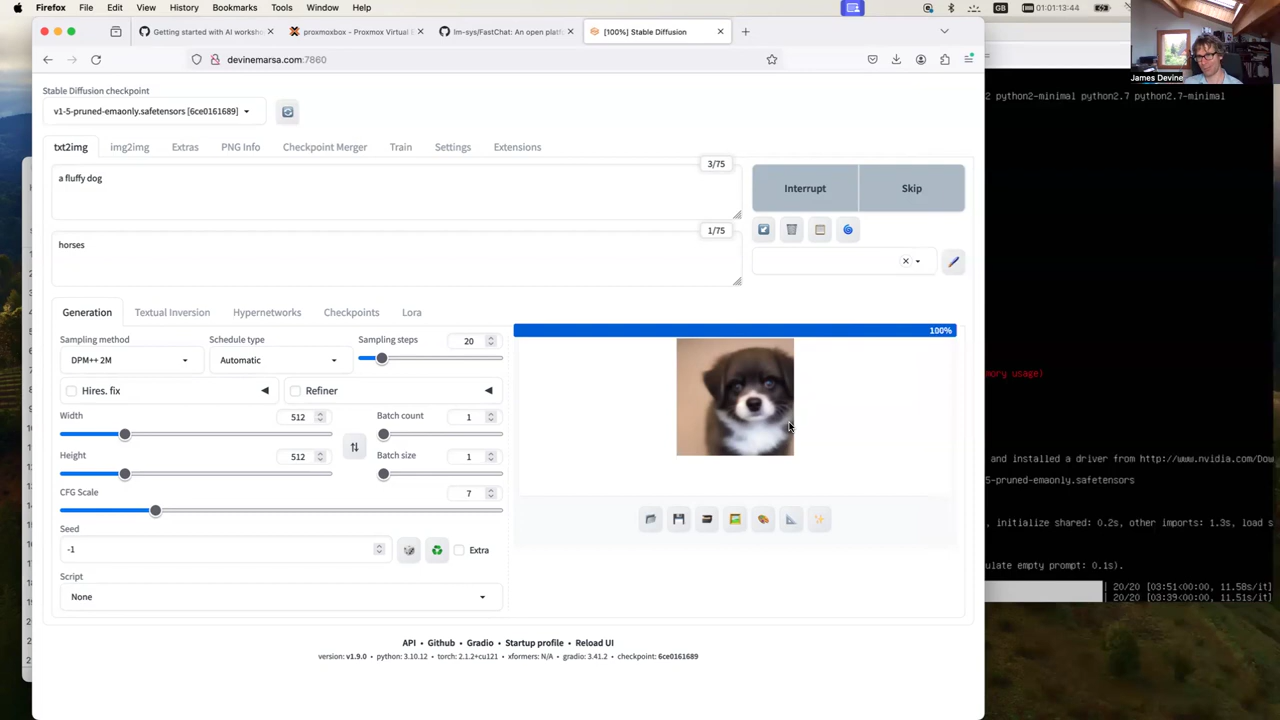 Firefox File Edit View History Bookmarks Tools Window Help
GB
01:01:13:44
James Devine
Getting started with AI worksho
proxmoxbox - Proxmox Virtual
lm-sys/FastChat: An open platf
[100%] Stable Diffusion
devinemarsa.com:7860
Stable Diffusion checkpoint
v1-5-pruned-emaonly.safetensors [6ce0161689]
txt2img img2img Extras PNG Info Checkpoint Merger Train Settings Extensions
3/75
a fluffy dog
Interrupt Skip
1/75
horses
Generation Textual Inversion Hypernetworks Checkpoints Lora
100%
Sampling method Schedule type Sampling steps 20
DPM++ 2M Automatic
Hires. fix Refiner
Width 512 Batch count 1
Height 512 Batch size 1
CFG Scale 7
Seed
-1 Extra
Script
None
API • Github • Gradio • Startup profile • Reload UI
version: v1.9.0 • python: 3.10.12 • torch: 2.1.2+cu121 • xformers: N/A • gradio: 3.41.2 • checkpoint: 6ce0161689
2 python2-minimal python2.7 python2.7-minimal
mory usage)
and installed a driver from http://www.nvidia.com/Dow
5-pruned-emaonly.safetensors
, initialize shared: 0.2s, other imports: 1.3s, load s
ulate empty prompt: 0.1s).
20/20 [03:51<00:00, 11.58s/it]
20/20 [03:39<00:00, 11.51s/it]